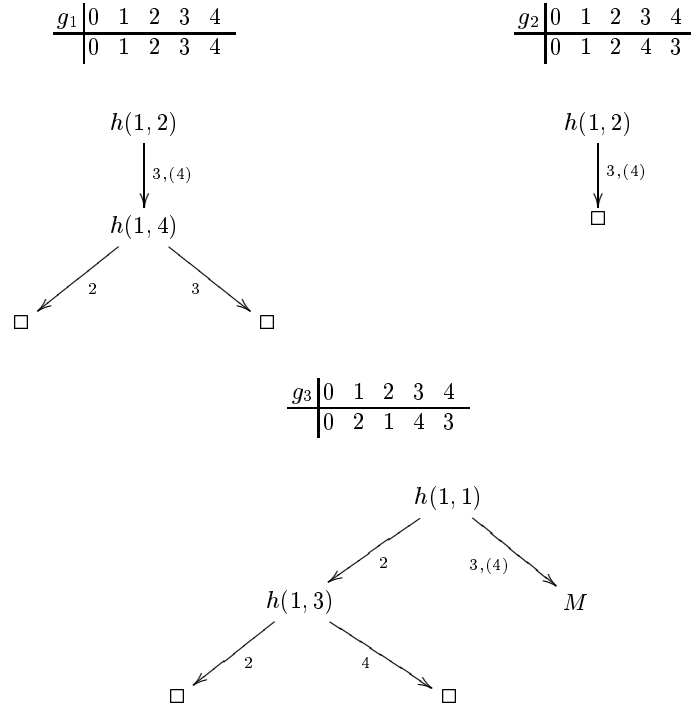 g₁ 0 1 2 3 4
0 1 2 3 4
g₂ 0 1 2 3 4
0 1 2 4 3
h(1, 2)
3,(4)
h(1, 4)
2
3
□
□
h(1, 2)
3,(4)
□
g₃ 0 1 2 3 4
0 2 1 4 3
h(1, 1)
2
3,(4)
h(1, 3)
M
2
4
□
□